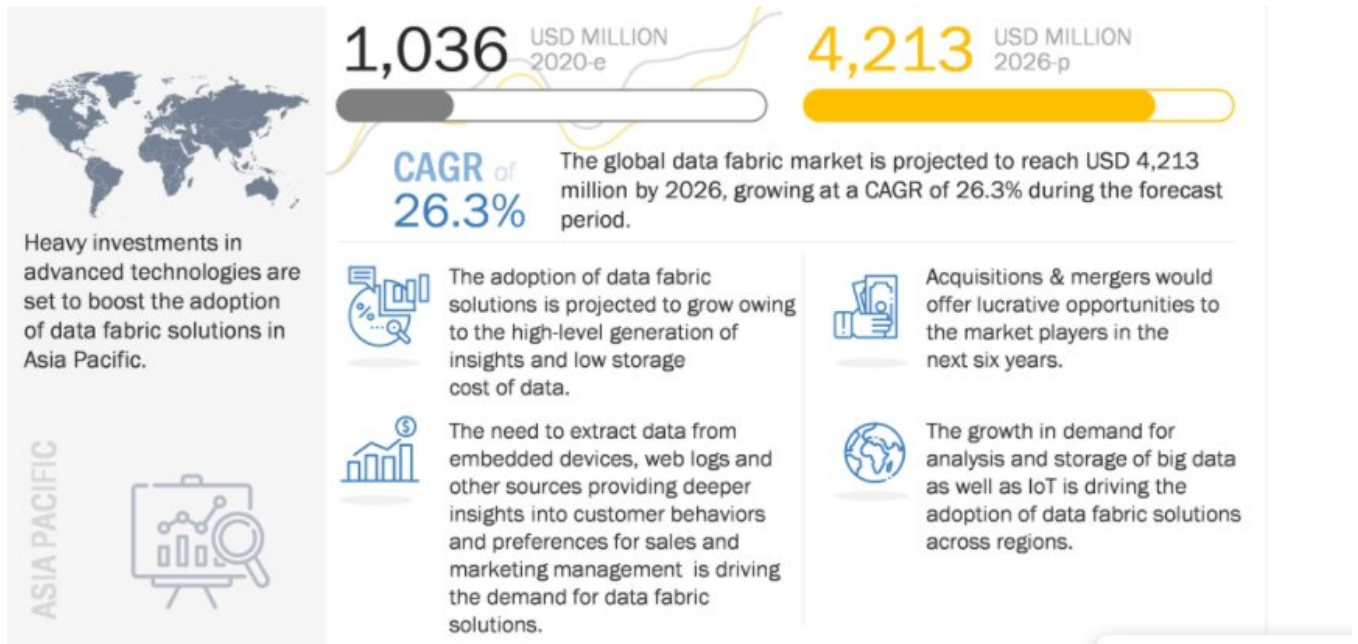 1,036 USD MILLION
2020-e
4,213 USD MILLION
2026-p
CAGR of
26.3%
The global data fabric market is projected to reach USD 4,213
million by 2026, growing at a CAGR of 26.3% during the forecast
period.
Heavy investments in
advanced technologies are
set to boost the adoption
of data fabric solutions in
Asia Pacific.
ASIA PACIFIC
The adoption of data fabric
solutions is projected to grow owing
to the high-level generation of
insights and low storage
cost of data.
Acquisitions & mergers would
offer lucrative opportunities to
the market players in the
next six years.
The need to extract data from
embedded devices, web logs and
other sources providing deeper
insights into customer behaviors
and preferences for sales and
marketing management is driving
the demand for data fabric
solutions.
The growth in demand for
analysis and storage of big data
as well as IoT is driving the
adoption of data fabric solutions
across regions.